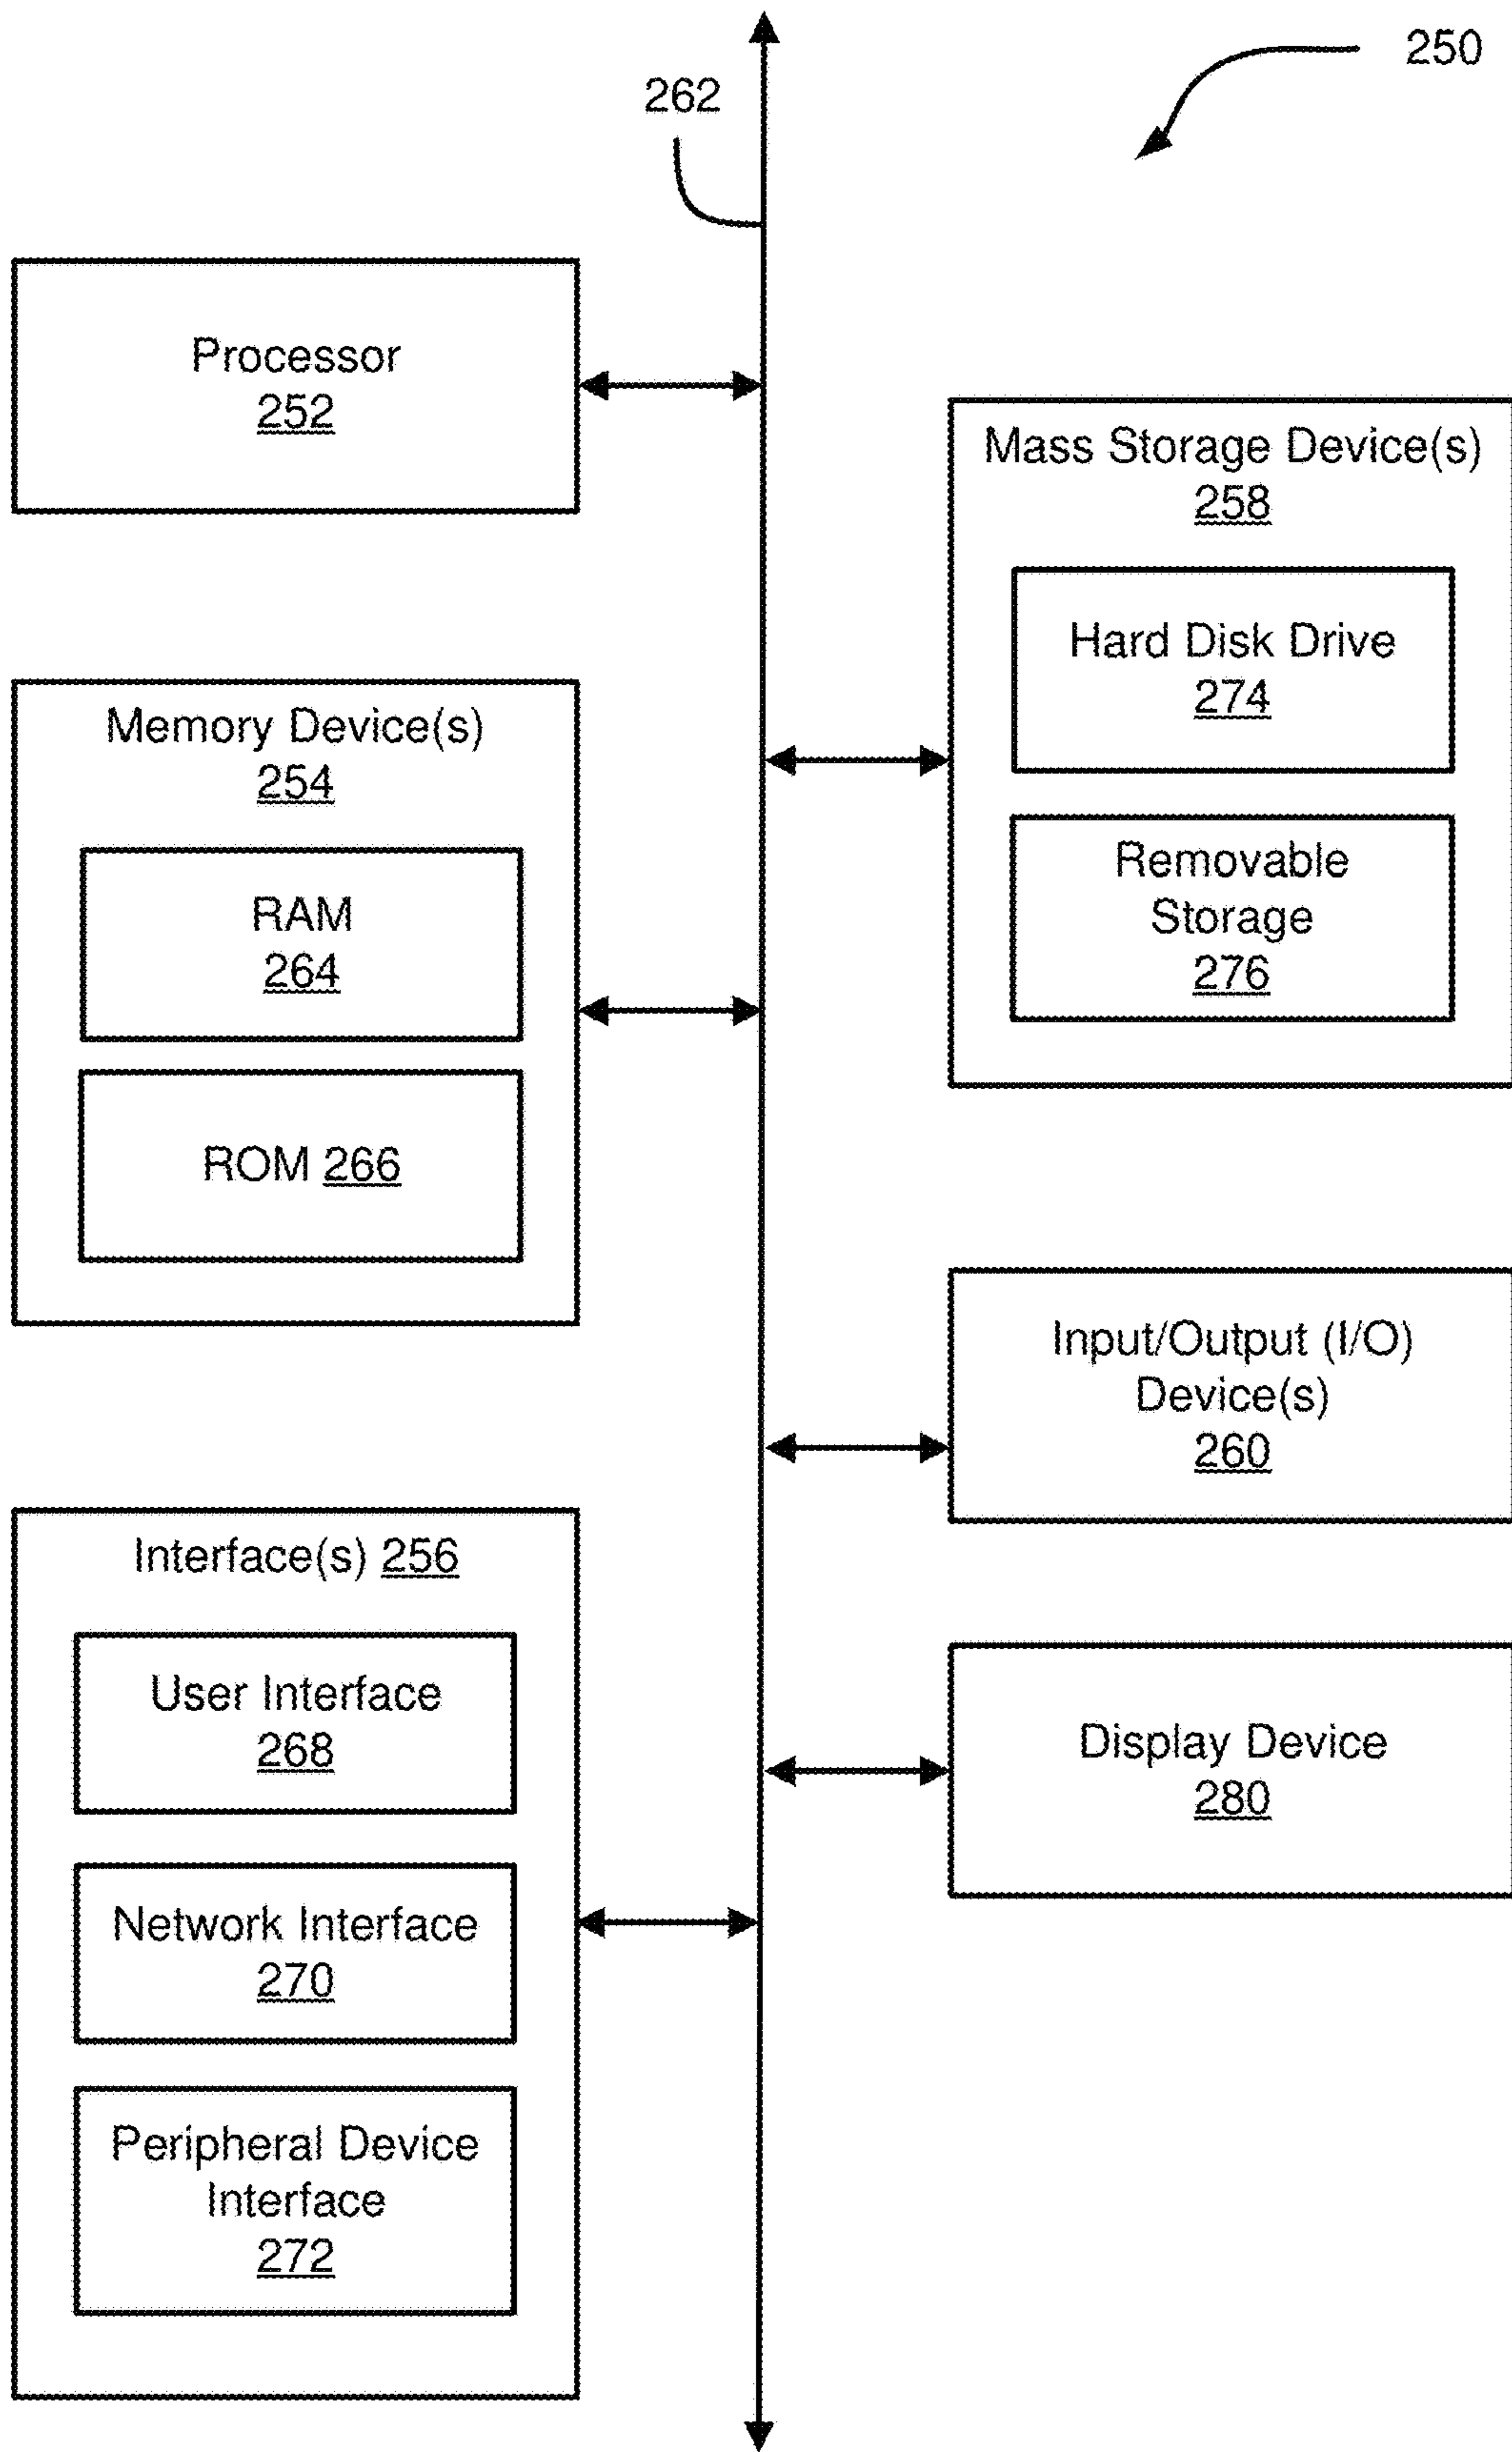 250
262
Processor
252
Mass Storage Device(s)
258
Hard Disk Drive
274
Removable
Storage
276
Memory Device(s)
254
RAM
264
ROM 266
Input/Output (I/O)
Device(s)
260
Interface(s) 256
User Interface
268
Network Interface
270
Peripheral Device
Interface
272
Display Device
280